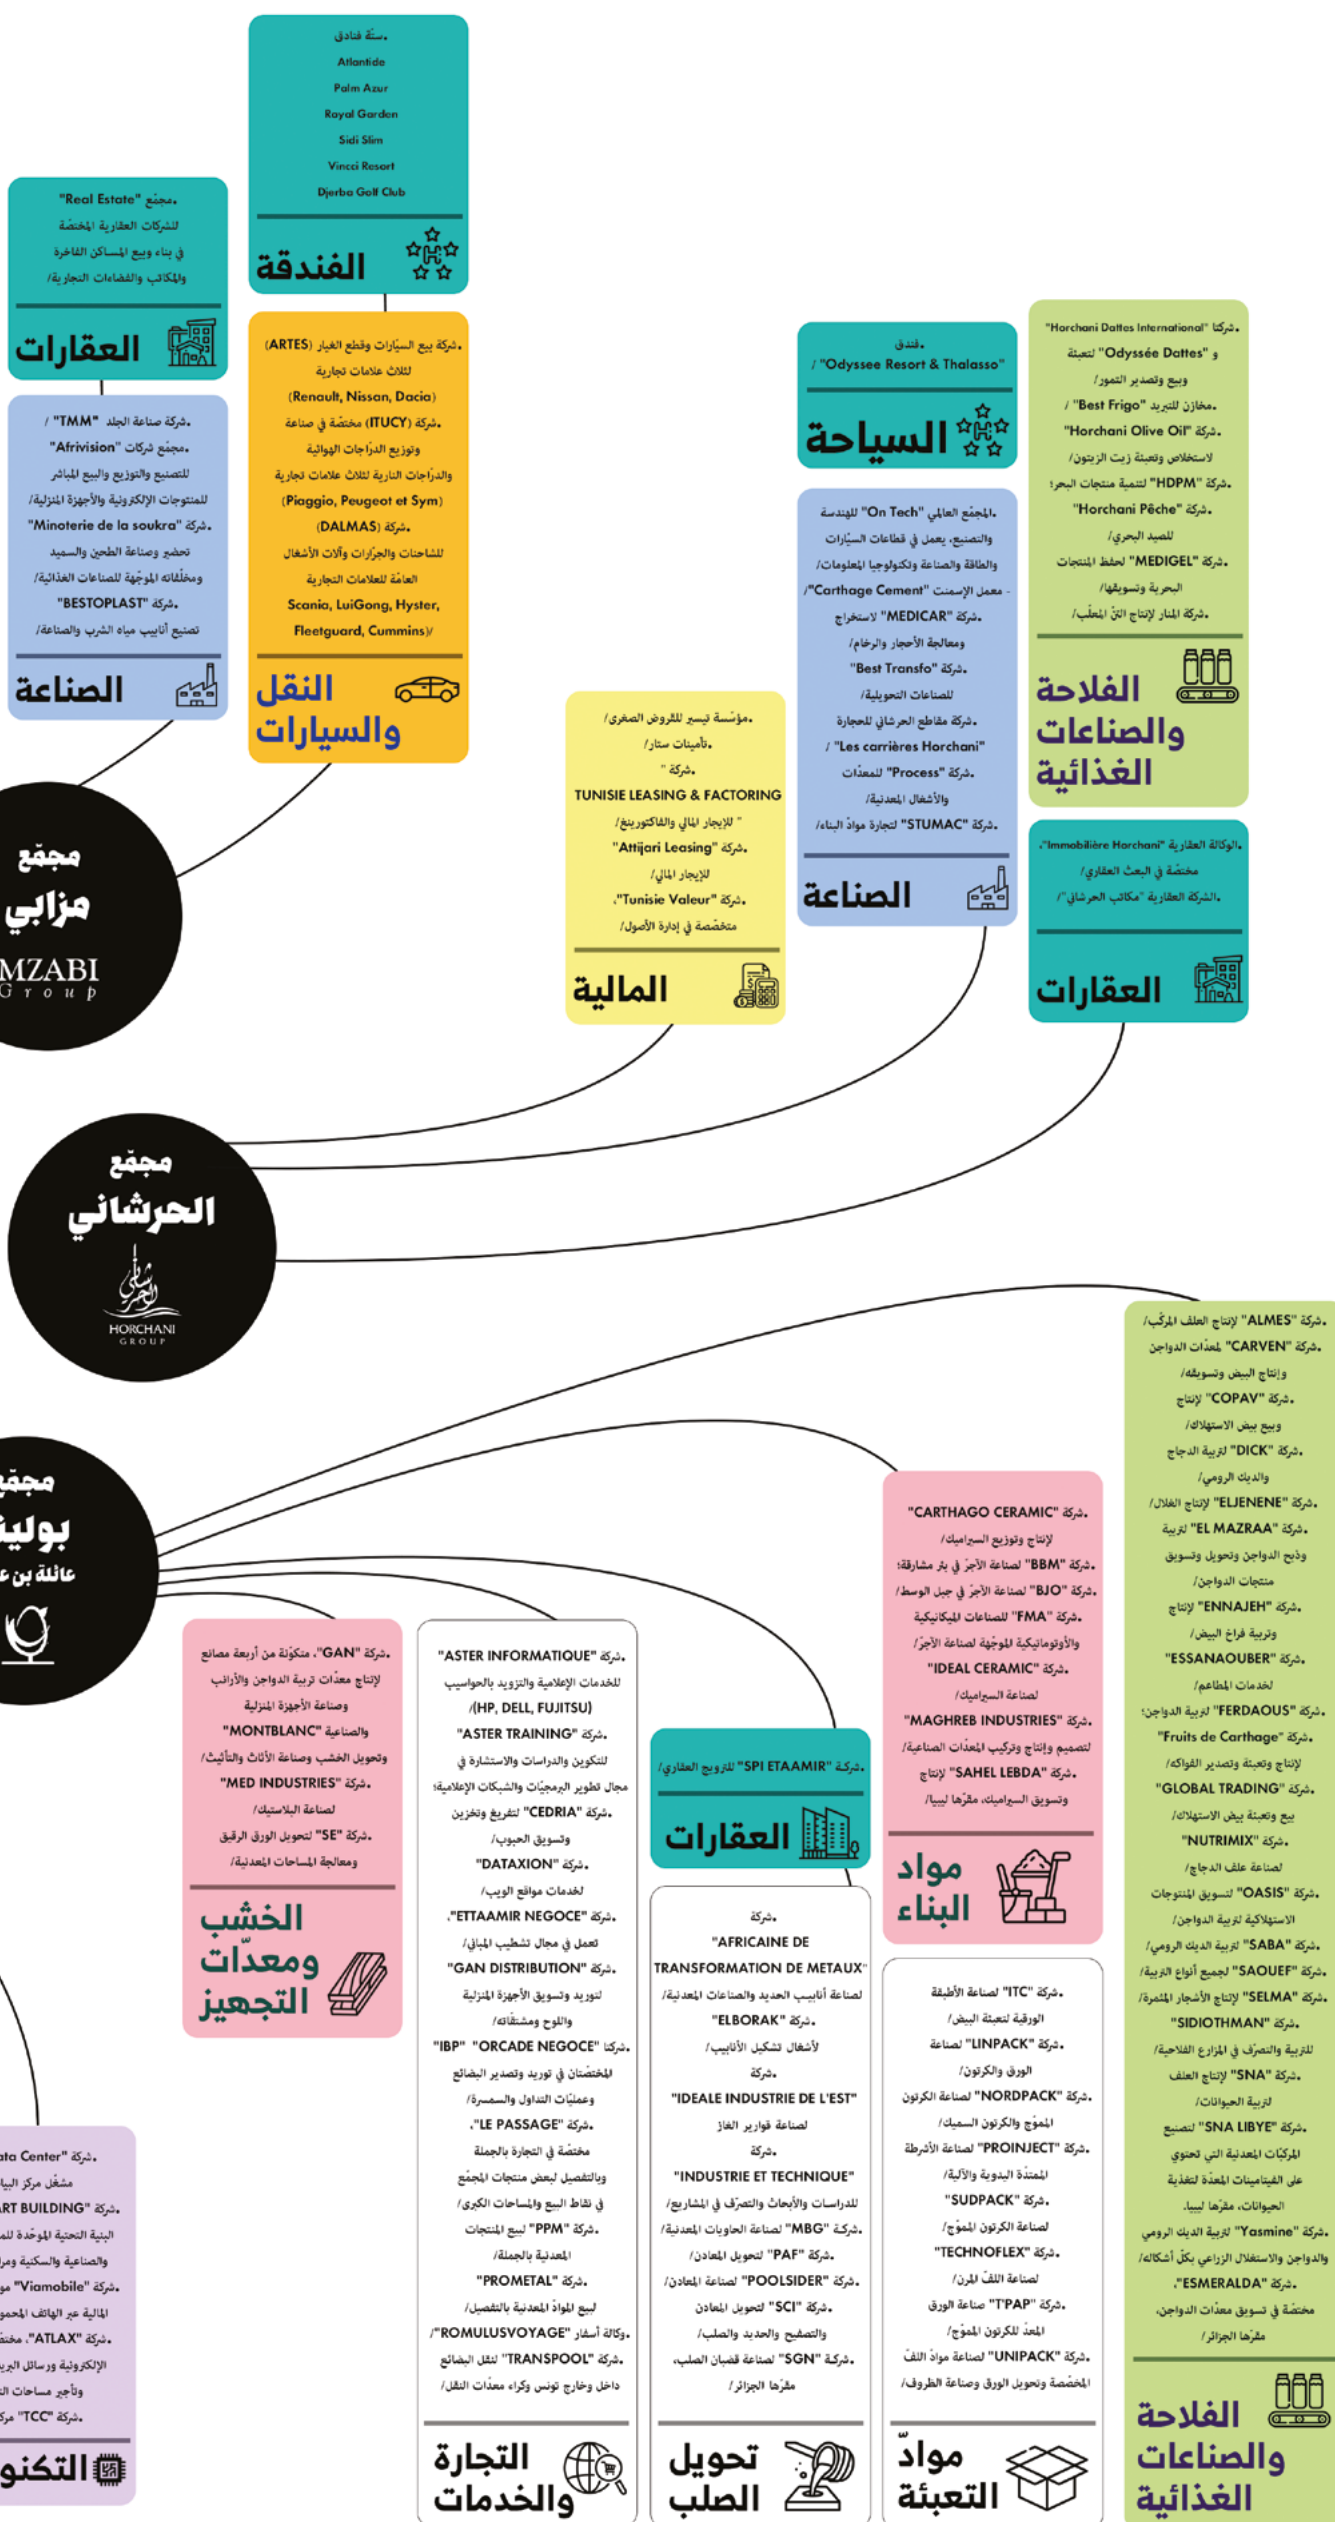 .ستّة فنادق
Atlantide
Palm Azur
Royal Garden
Sidi Slim
Vincci Resort
Djerba Golf Club
الفندقة
.مجمّع "Real Estate"
للشركات العقارية المختصّة
في بناء وبيع المساكن الفاخرة
والمكاتب والفضاءات التجارية/
العقارات
.شركة بيع السيّارات وقطع الغيار (ARTES)
لثلاث علامات تجارية
(Renault, Nissan, Dacia)
.شركة (ITUCY) مختصّة في صناعة
وتوزيع الدرّاجات الهوائية
والدرّاجات النارية لثلاث علامات تجارية
(Piaggio, Peugeot et Sym)
.شركة (DALMAS)
للشاحنات والجرّارات وآلات الأشغال
العامّة للعلامات التجارية
Scania, LuiGong, Hyster,
Fleetguard, Cummins)/
النقل
والسيارات
.شركة صناعة الجلد "TMM" /
.مجمّع شركات "Afrivision"
للتصنيع والتوزيع والبيع المباشر
للمنتوجات الإلكترونية والأجهزة المنزلية/
.شركة "Minoterie de la soukra"
تحضير وصناعة الطحين والسميد
ومخلّفاته الموجّهة للصناعات الغذائية/
.شركة "BESTOPLAST"
تصنيع أنابيب مياه الشرب والصناعة/
الصناعة
مجمّع
مزابي
MZABI
Group
.شركتا "Horchani Dattes International"
و "Odyssée Dattes" لتعبئة
وبيع وتصدير التمور/
.مخازن للتبريد "Best Frigo" /
.شركة "Horchani Olive Oil"
لاستخلاص وتعبئة زيت الزيتون/
.شركة "HDPM" لتنمية منتجات البحر؛
.شركة "Horchani Pêche"
للصيد البحري/
.شركة "MEDIGEL" لحفظ المنتجات
البحرية وتسويقها/
.شركة المنار لإنتاج التنّ المعلّب/
الفلاحة
والصناعات
الغذائية
.فندق
"Odyssee Resort & Thalasso" /
السياحة
.المجمّع العالمي "On Tech" للهندسة
والتصنيع، يعمل في قطاعات السيّارات
والطاقة والصناعة وتكنولوجيا المعلومات/
- معمل الإسمنت "Carthage Cement"/
.شركة "MEDICAR" لاستخراج
ومعالجة الأحجار والرخام/
.شركة "Best Transfo"
للصناعات التحويلية/
.شركة مقاطع الحرشاني للحجارة
"Les carrières Horchani" /
.شركة "Process" للمعدّات
والأشغال المعدنية/
.شركة "STUMAC" لتجارة موادّ البناء/
الصناعة
.مؤسّسة تيسير للقروض الصغرى/
.تأمينات ستار/
.شركة "
TUNISIE LEASING & FACTORING
" للإيجار المالي والفاكتورينغ/
.شركة "Attijari Leasing"
للإيجار المالي/
.شركة "Tunisie Valeur"،
متخصّصة في إدارة الأصول/
المالية
.الوكالة العقارية "Immobilière Horchani"،
مختصّة في البعث العقاري/
.الشركة العقارية "مكاتب الحرشاني"/
العقارات
مجمّع
الحرشاني
HORCHANI
GROUP
مجمّع
.شركة "ALMES" لإنتاج العلف المركّب/
.شركة "CARVEN" لمعدّات الدواجن
وإنتاج البيض وتسويقه/
.شركة "COPAV" لإنتاج
وبيع بيض الاستهلاك/
.شركة "DICK" لتربية الدجاج
والديك الرومي/
.شركة "ELJENENE" لإنتاج الغلال/
.شركة "EL MAZRAA" لتربية
وذبح الدواجن وتحويل وتسويق
منتجات الدواجن/
.شركة "ENNAJEH" لإنتاج
وتربية فراخ البيض/
.شركة "ESSANAOUBER"
لخدمات المطاعم/
.شركة "FERDAOUS" لتربية الدواجن؛
.شركة "Fruits de Carthage"
لإنتاج وتعبئة وتصدير الفواكه/
.شركة "GLOBAL TRADING"
بيع وتعبئة بيض الاستهلاك/
.شركة "NUTRIMIX"
لصناعة علف الدجاج/
.شركة "OASIS" لتسويق المنتوجات
الاستهلاكية لتربية الدواجن/
.شركة "SABA" لتربية الديك الرومي/
.شركة "SAOUEF" لجميع أنواع التربية/
.شركة "SELMA" لإنتاج الأشجار المثمرة/
.شركة "SIDIOTHMAN"
للتربية والتصرّف في المزارع الفلاحية/
.شركة "SNA" لإنتاج العلف
لتربية الحيوانات/
.شركة "SNA LIBYE" لتصنيع
المركبّات المعدنية التي تحتوي
على الفيتامينات المعدّة لتغذية
الحيوانات، مقرّها ليبيا.
.شركة "Yasmine" لتربية الديك الرومي
والدواجن والاستغلال الزراعي بكلّ أشكاله/
.شركة "ESMERALDA"،
مختصّة في تسويق معدّات الدواجن،
مقرّها الجزائر/
الفلاحة
والصناعات
الغذائية
.شركة "CARTHAGO CERAMIC"
لإنتاج وتوزيع السيراميك/
.شركة "BBM" لصناعة الآجرّ في بئر مشارقة؛
.شركة "BJO" لصناعة الآجرّ في جبل الوسط/
.شركة "FMA" للصناعات الميكانيكية
والأوتوماتيكية الموجّهة لصناعة الآجرّ/
.شركة "IDEAL CERAMIC"
لصناعة السيراميك/
.شركة "MAGHREB INDUSTRIES"
لتصميم وإنتاج وتركيب المعدّات الصناعية/
.شركة "SAHEL LEBDA" لإنتاج
وتسويق السيراميك، مقرّها ليبيا/
مواد
البناء
.شركة "ITC" لصناعة الأطبقة
الورقية لتعبئة البيض/
.شركة "LINPACK" لصناعة
الورق والكرتون/
.شركة "NORDPACK" لصناعة الكرتون
المموّج والكرتون السميك/
.شركة "PROINJECT" لصناعة الأشرطة
الممتدّة اليدوية والآلية/
.شركة "SUDPACK"
لصناعة الكرتون المموّج/
.شركة "TECHNOFLEX"
لصناعة اللفّ المرن/
.شركة "T'PAP" صناعة الورق
المعدّ للكرتون المموّج/
.شركة "UNIPACK" لصناعة موادّ اللفّ
المخصّصة وتحويل الورق وصناعة الظروف/
موادّ
التعبئة
.شركة "SPI ETAAMIR" للترويج العقاري/
العقارات
.شركة
"AFRICAINE DE
TRANSFORMATION DE METAUX"
لصناعة أنابيب الحديد والصناعات المعدنية/
.شركة "ELBORAK"
لأشغال تشكيل الأنابيب/
.شركة
"IDEALE INDUSTRIE DE L'EST"
لصناعة قوارير الغاز
.شركة
"INDUSTRIE ET TECHNIQUE"
للدراسات والأبحاث والتصرّف في المشاريع/
.شركة "MBG" لصناعة الحاويات المعدنية/
.شركة "PAF" لتحويل المعادن/
.شركة "POOLSIDER" لصناعة المعادن/
.شركة "SCI" لتحويل المعادن
والتصفيح والحديد والصلب/
.شركة "SGN" لصناعة قضبان الصلب،
مقرّها الجزائر/
تحويل
الصلب
.شركة "ASTER INFORMATIQUE"
للخدمات الإعلامية والتزويد بالحواسيب
(HP, DELL, FUJITSU)/
.شركة "ASTER TRAINING"
للتكوين والدراسات والاستشارة في
مجال تطوير البرمجيّات والشبكات الإعلامية؛
.شركة "CEDRIA" لتفريغ وتخزين
وتسويق الحبوب/
.شركة "DATAXION"
لخدمات مواقع الويب/
.شركة "ETTAAMIR NEGOCE"،
تعمل في مجال تشطيب المباني/
.شركة "GAN DISTRIBUTION"
لتوريد وتسويق الأجهزة المنزلية
واللوح ومشتقّاته/
.شركتا "IBP" "ORCADE NEGOCE"
المختصّتان في توريد وتصدير البضائع
وعمليّات التداول والسمسرة/
.شركة "LE PASSAGE"،
مختصّة في التجارة بالجملة
وبالتفصيل لبعض منتجات المجمّع
في نقاط البيع والمساحات الكبرى/
.شركة "PPM" لبيع المنتجات
المعدنية بالجملة/
.شركة "PROMETAL"
لبيع الموادّ المعدنية بالتفصيل/
.وكالة أسفار "ROMULUSVOYAGE"/
.شركة "TRANSPOOL" لنقل البضائع
داخل وخارج تونس وكراء معدّات النقل/
التجارة
والخدمات
.شركة "GAN"، متكوّنة من أربعة مصانع
لإنتاج معدّات تربية الدواجن والأرانب
وصناعة الأجهزة المنزلية
والصناعية "MONTBLANC"
وتحويل الخشب وصناعة الأثاث والتأثيث/
.شركة "MED INDUSTRIES"
لصناعة البلاستيك/
.شركة "SE" لتحويل الورق الرقيق
ومعالجة المساحات المعدنية/
الخشب
ومعدّات
التجهيز
عائلة بن
.شركة "ata Center
مشغّل مركز
.شركة "ART BUILDING
البنية التحتية الموحّدة
والصناعية والسكنية
.شركة "Viamobile"
المالية عبر الهاتف
.شركة "ATLAX"،
الإلكترونية ورسائل
وتأجير مساحات
.شركة "TCC"